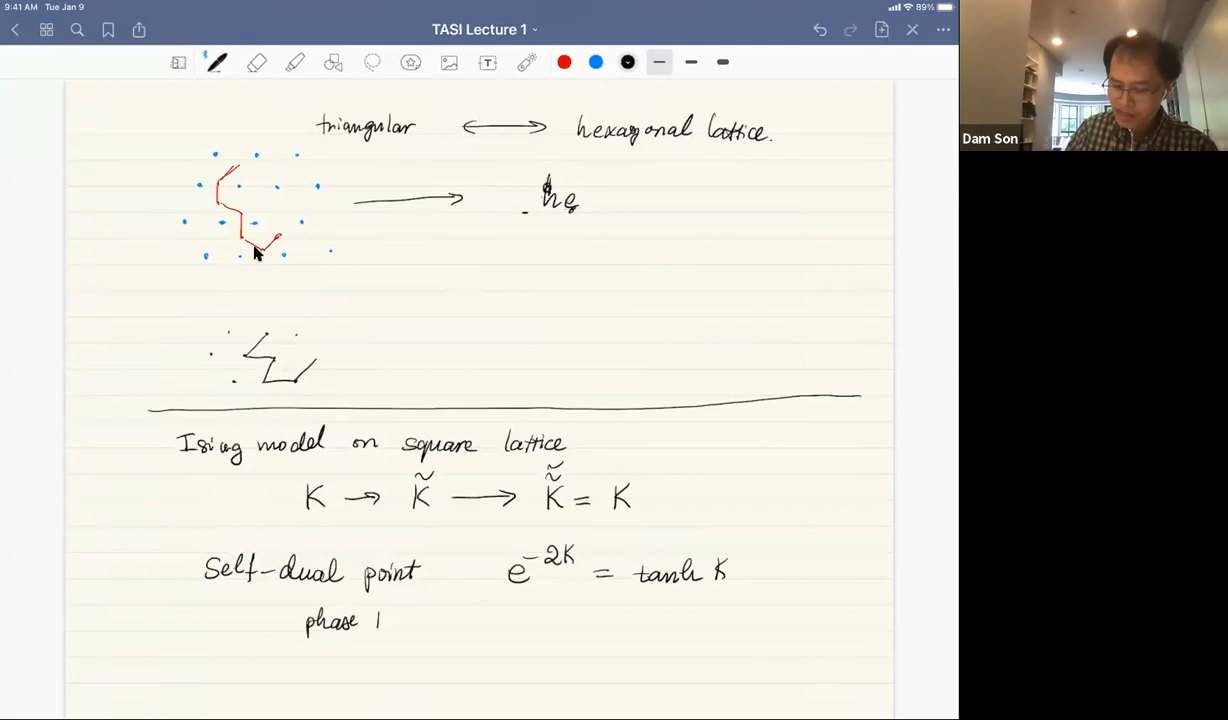 9:41 AM Tue Jan 9
89%
TASI Lecture 1
Dam Son
triangular ⟷ hexagonal lattice.
he
Ising model on square lattice
K → K̃ ⟶ K̃̃ = K
Self-dual point e^{-2K} = tanh K
phase